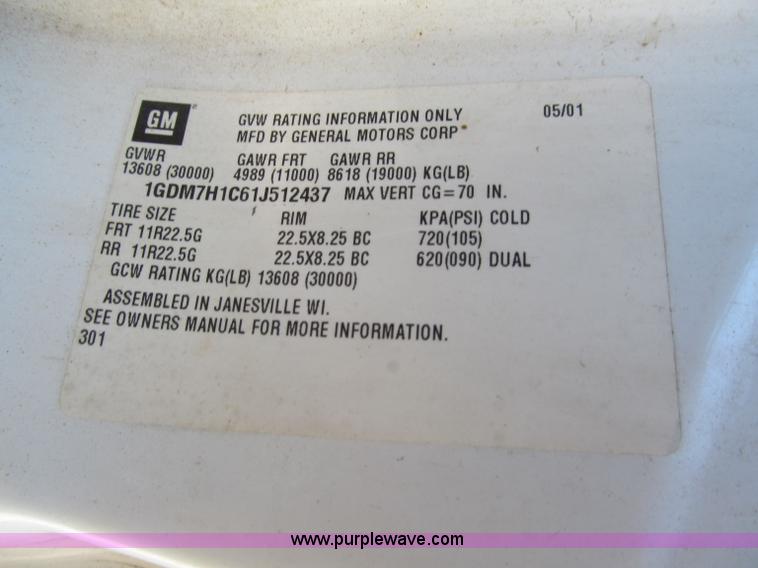 GM
GVW RATING INFORMATION ONLY 05/01
MFD BY GENERAL MOTORS CORP
GVWR GAWR FRT GAWR RR
13608 (30000) 4989 (11000) 8618 (19000) KG(LB)
1GDM7H1C61J512437 MAX VERT CG=70 IN.
TIRE SIZE RIM KPA(PSI) COLD
FRT 11R22.5G 22.5X8.25 BC 720(105)
RR 11R22.5G 22.5X8.25 BC 620(090) DUAL
GCW RATING KG(LB) 13608 (30000)
ASSEMBLED IN JANESVILLE WI.
SEE OWNERS MANUAL FOR MORE INFORMATION.
301
www.purplewave.com